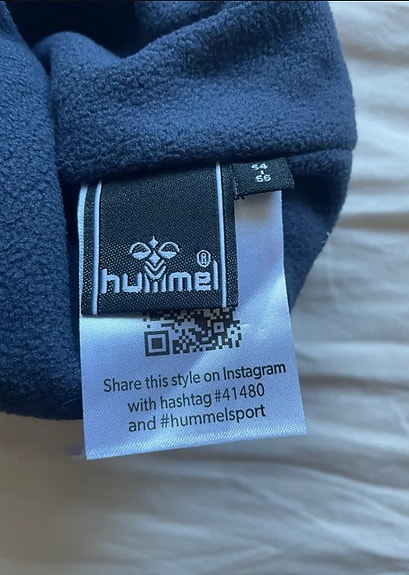 54
-
56
hummel®
Share this style on Instagram
with hashtag #41480
and #hummelsport